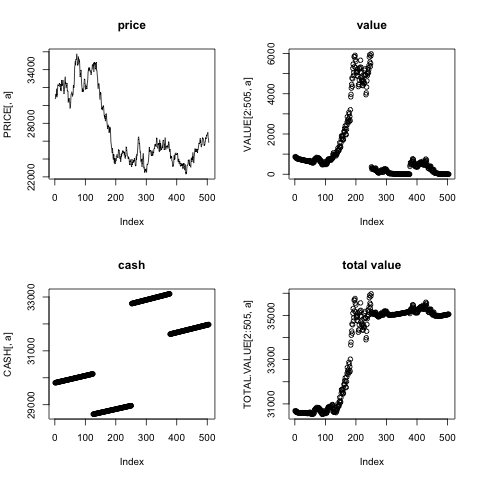 price
PRICE[, a]
34000
28000
22000
0 100 200 300 400 500
Index
value
VALUE[2:505, a]
6000
4000
2000
0
0 100 200 300 400 500
Index
cash
CASH[, a]
33000
31000
29000
0 100 200 300 400 500
Index
total value
TOTAL.VALUE[2:505, a]
35000
33000
31000
0 100 200 300 400 500
Index